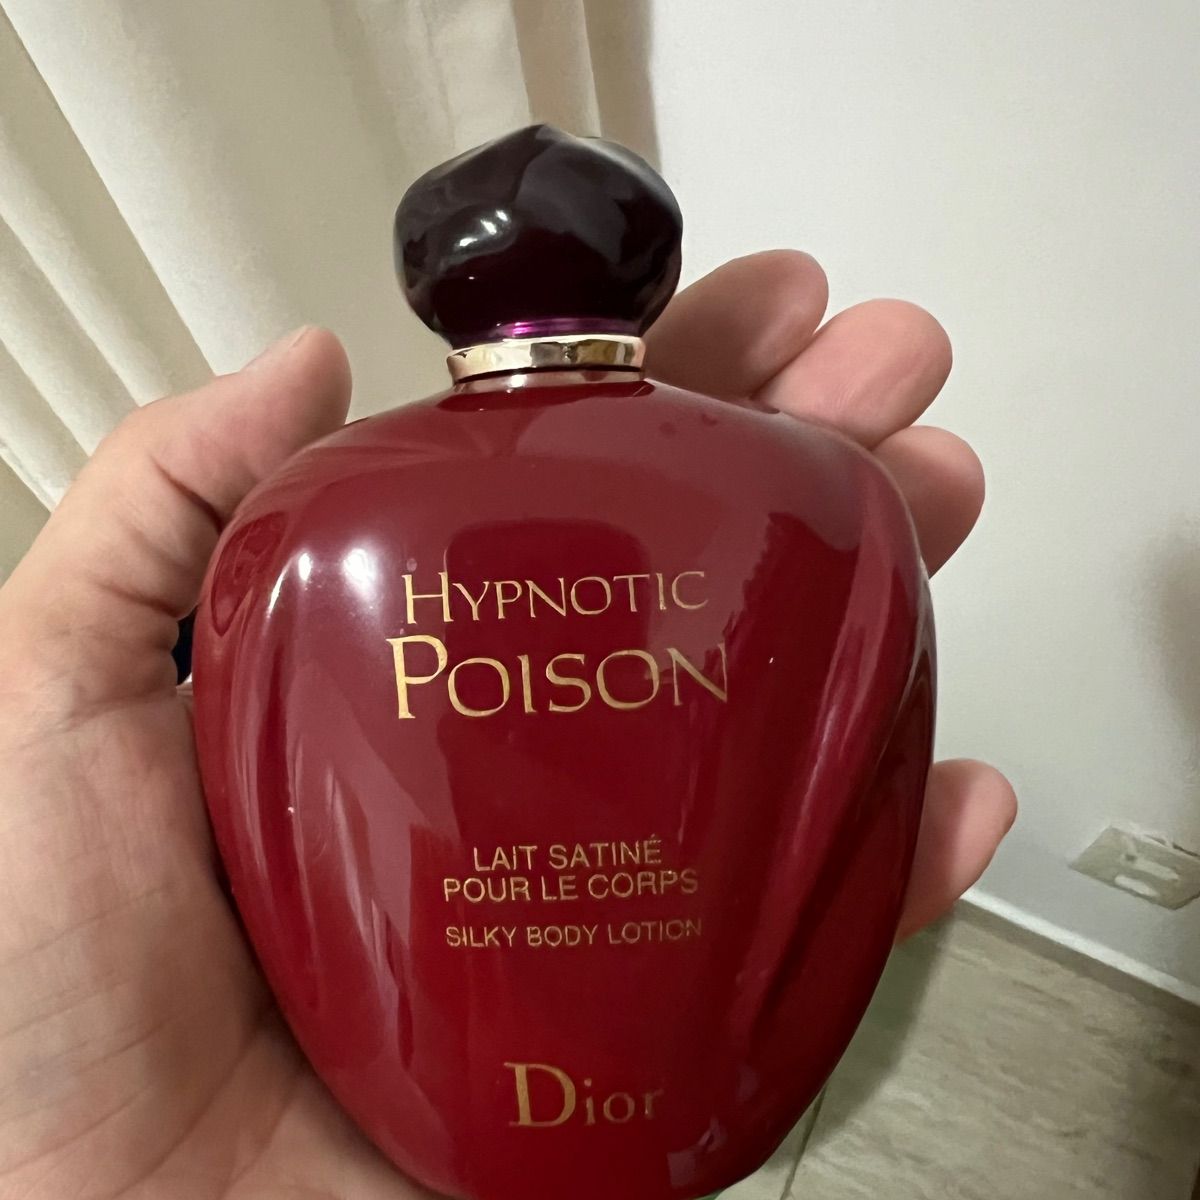 HYPNOTIC
POISON
LAIT SATINÉ
POUR LE CORPS
SILKY BODY LOTION
Dior